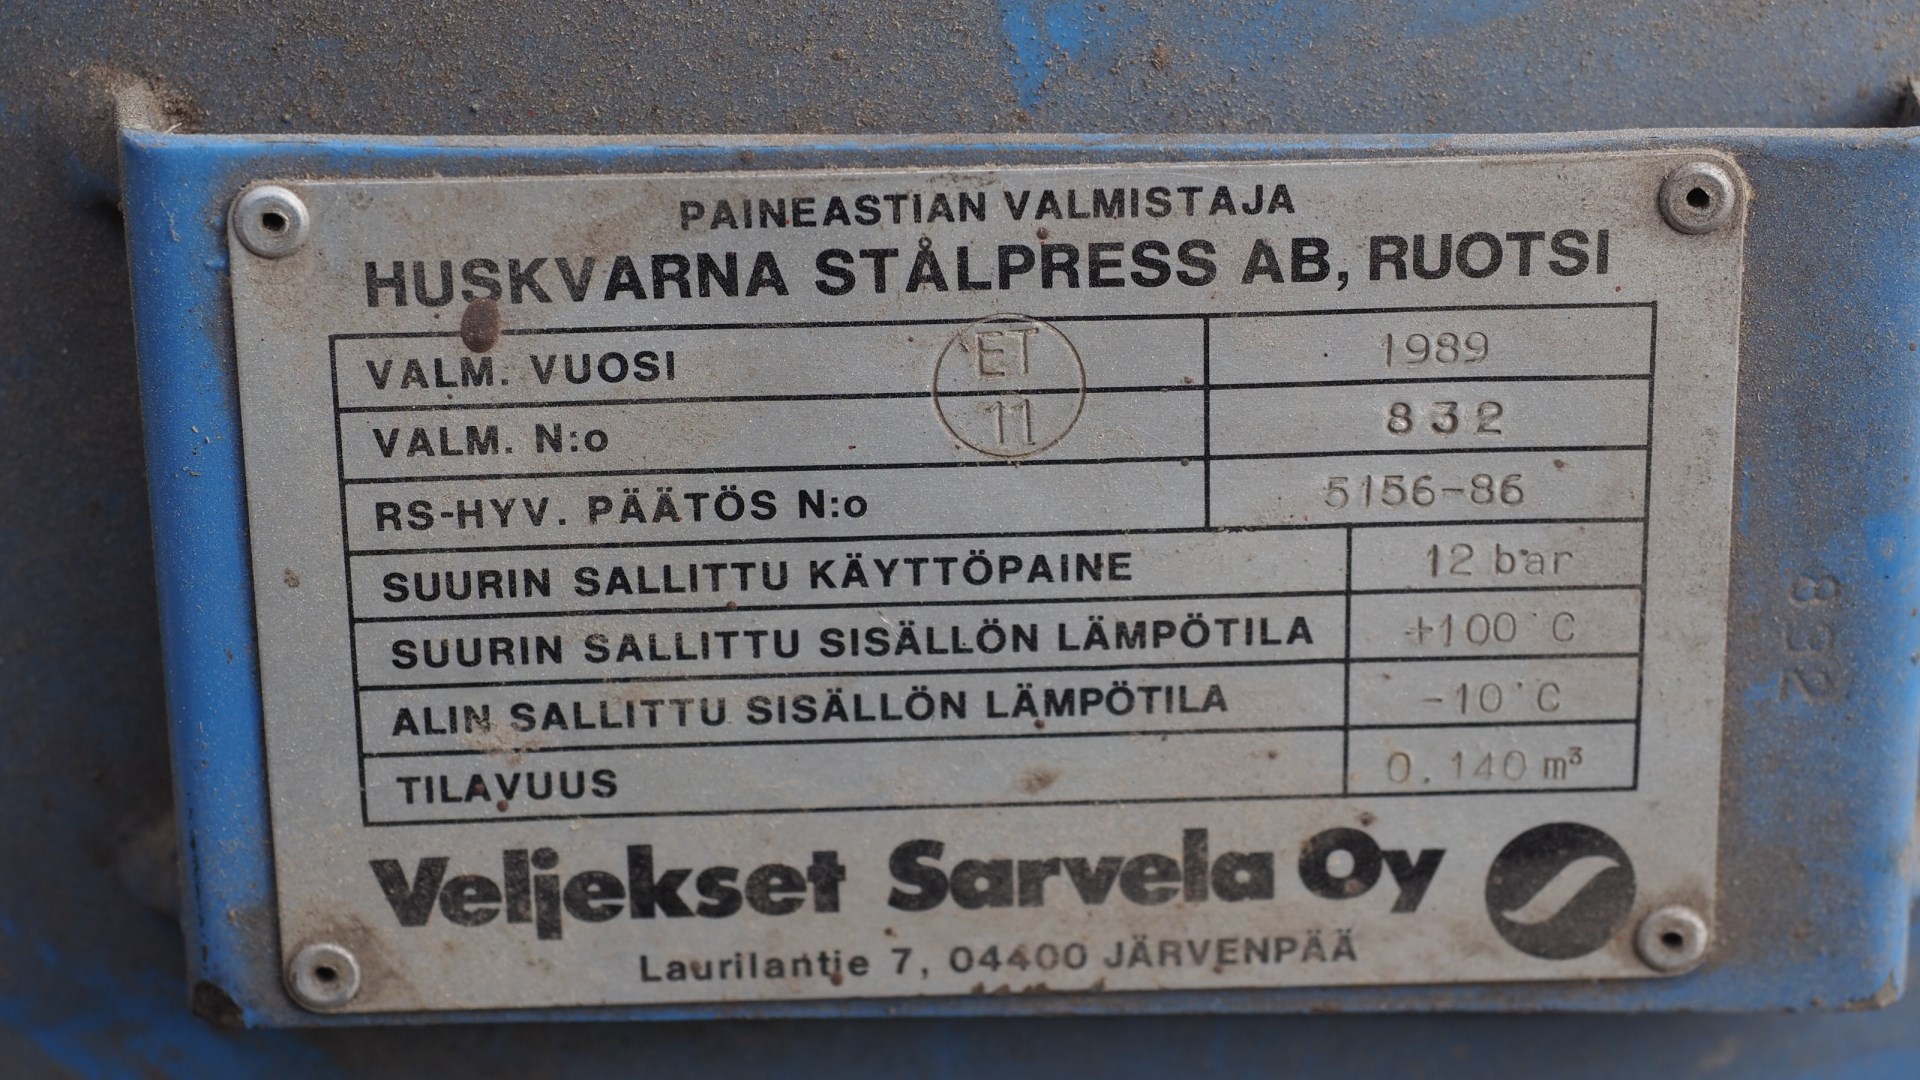 PAINEASTIAN VALMISTAJA
HUSKVARNA STÅLPRESS AB, RUOTSI
VALM. VUOSI 1989
ET
11
VALM. N:o 832
RS-HYV. PÄÄTÖS N:o 5156-86
SUURIN SALLITTU KÄYTTÖPAINE 12 bar
SUURIN SALLITTU SISÄLLÖN LÄMPÖTILA +100°C
ALIN SALLITTU SISÄLLÖN LÄMPÖTILA -10°C
TILAVUUS 0.140 m³
Veljekset Sarvela Oy
Laurilantie 7, 04400 JÄRVENPÄÄ
832